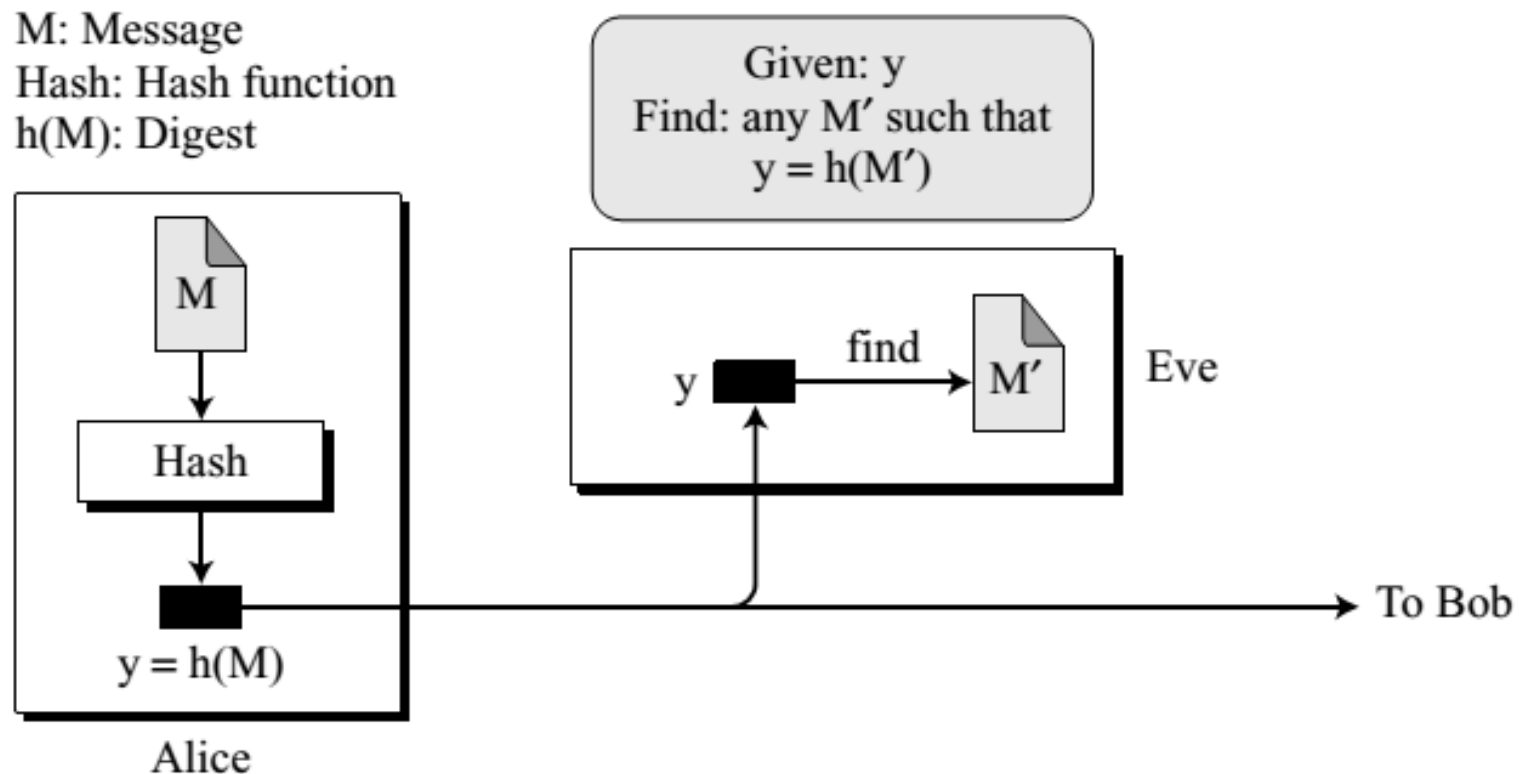 M: Message
Hash: Hash function
h(M): Digest
Given: y
Find: any M′ such that
y = h(M′)
M
Hash
y = h(M)
Alice
y
find
M′
Eve
To Bob